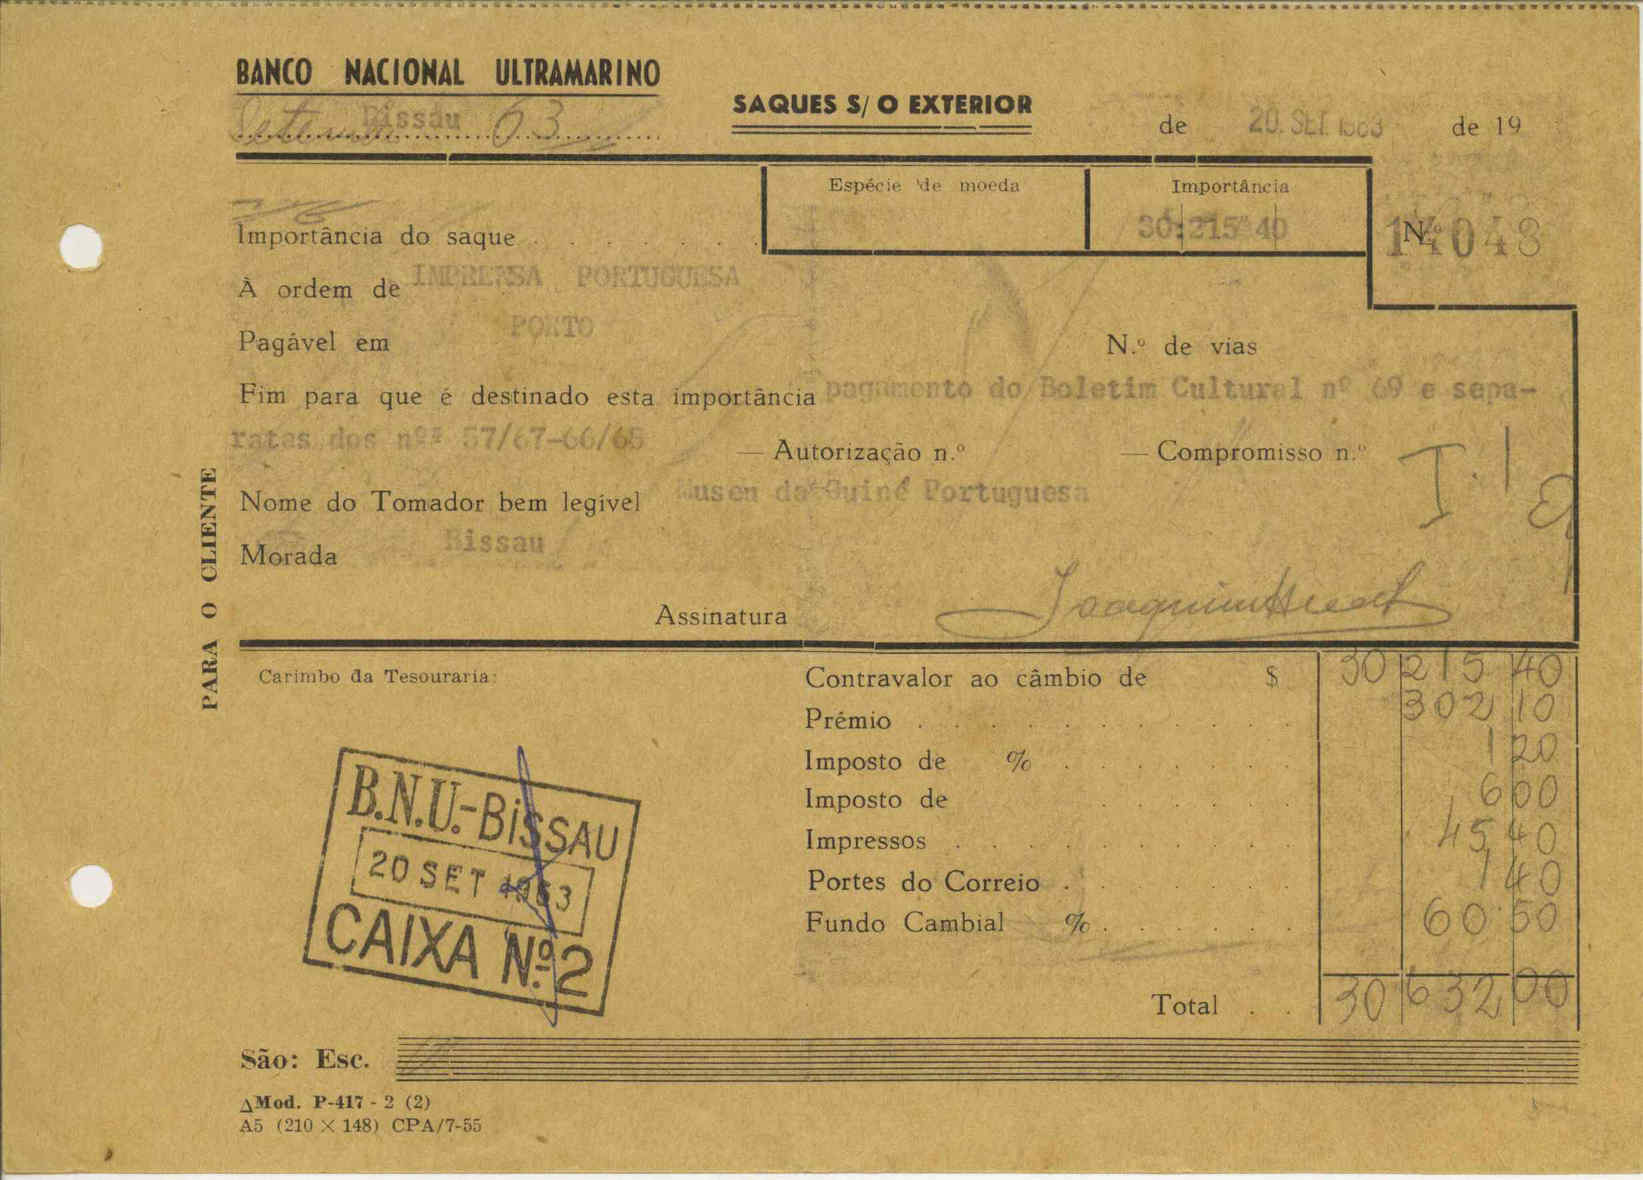 BANCO NACIONAL ULTRAMARINO
SAQUES S/ O EXTERIOR
Bissau 63 de 20. SET. 1963 de 19
Espécie de moeda Importância
Importância do saque 30.215$40 Nº 14048
À ordem de IMPRENSA PORTUGUESA
Pagável em PORTO N.º de vias
Fim para que é destinado esta importância pagamento do Boletim Cultural nº 69 e sepa-
ratas dos nºs 57/67-66/65 — Autorização n.º — Compromisso n.º
Nome do Tomador bem legível Museu da Guiné Portuguesa
Morada Bissau
Assinatura Joaquim
PARA O CLIENTE
Carimbo da Tesouraria:
Contravalor ao câmbio de $ 30 215 40
Prémio 302 10
Imposto de % 1 20
Imposto de 6 00
Impressos 45 40
Portes do Correio 1 40
Fundo Cambial % 60 50
Total 30 632 00
B.N.U.-BiSSAU
20 SET 1963
CAIXA Nº 2
São: Esc.
△Mod. P-417 - 2 (2)
A5 (210 × 148) CPA/7-55